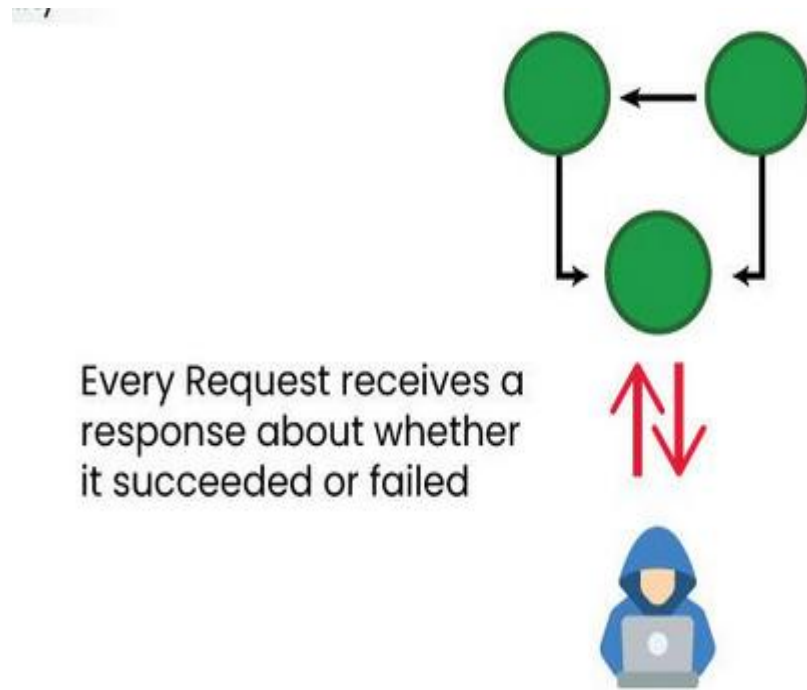 Every Request receives a
response about whether
it succeeded or failed